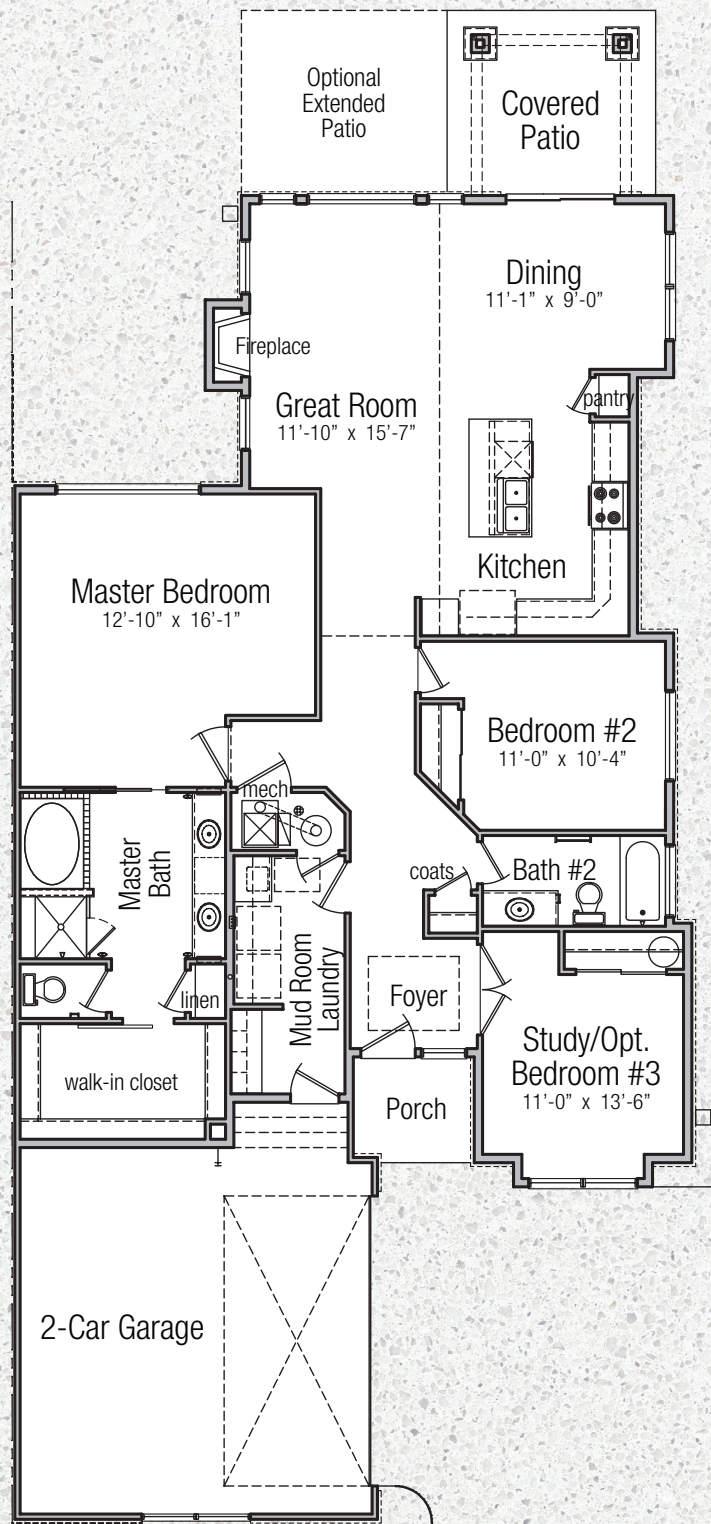 Optional
Extended
Patio
Covered
Patio
Dining
11'-1" x 9'-0"
Fireplace
pantry
Great Room
11'-10" x 15'-7"
Kitchen
Master Bedroom
12'-10" x 16'-1"
Bedroom #2
11'-0" x 10'-4"
mech
Master
Bath
coats
Bath #2
linen
Mud Room
Laundry
Foyer
Study/Opt.
Bedroom #3
11'-0" x 13'-6"
walk-in closet
Porch
2-Car Garage